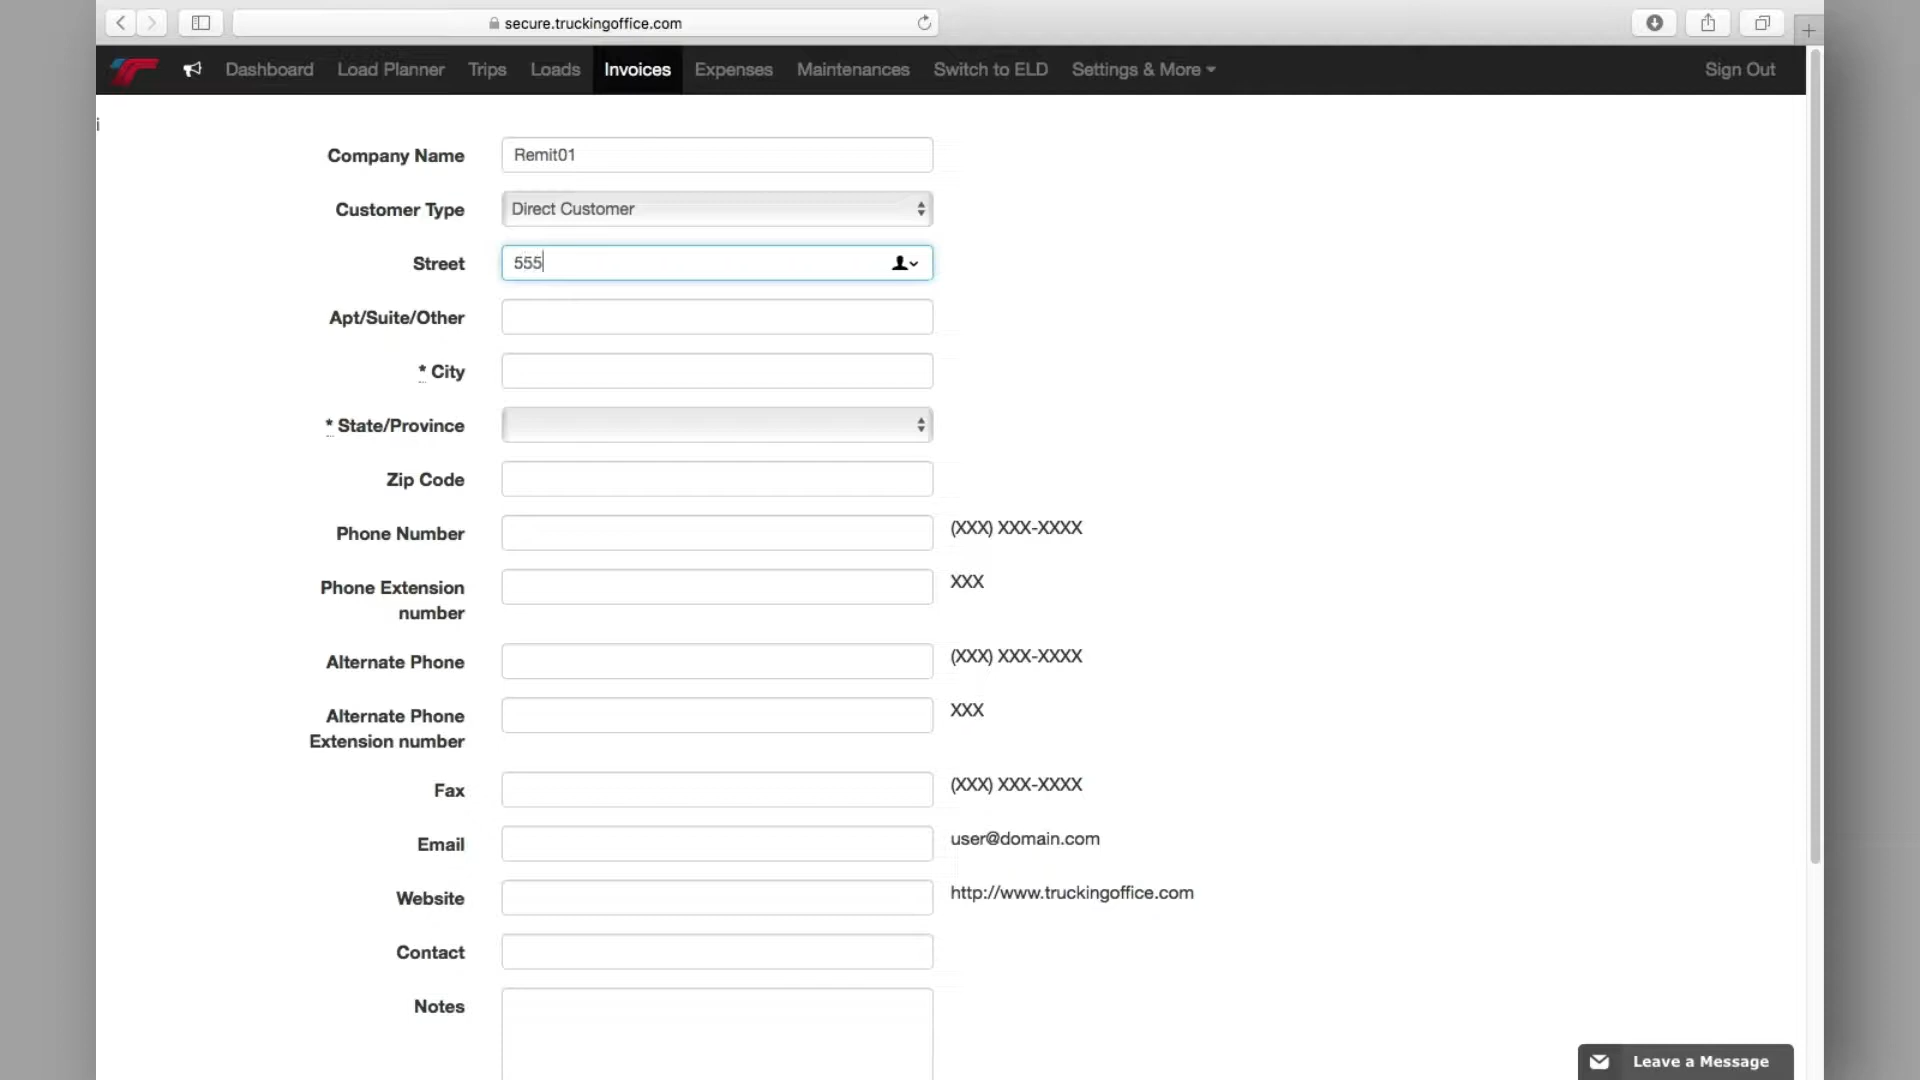 secure.truckingoffice.com
Dashboard Load Planner Trips Loads Invoices Expenses Maintenances Switch to ELD Settings & More Sign Out
i
Company Name Remit01
Customer Type Direct Customer
Street 555
Apt/Suite/Other
* City
* State/Province
Zip Code
Phone Number (XXX) XXX-XXXX
Phone Extension number XXX
Alternate Phone (XXX) XXX-XXXX
Alternate Phone Extension number XXX
Fax (XXX) XXX-XXXX
Email user@domain.com
Website http://www.truckingoffice.com
Contact
Notes
Leave a Message